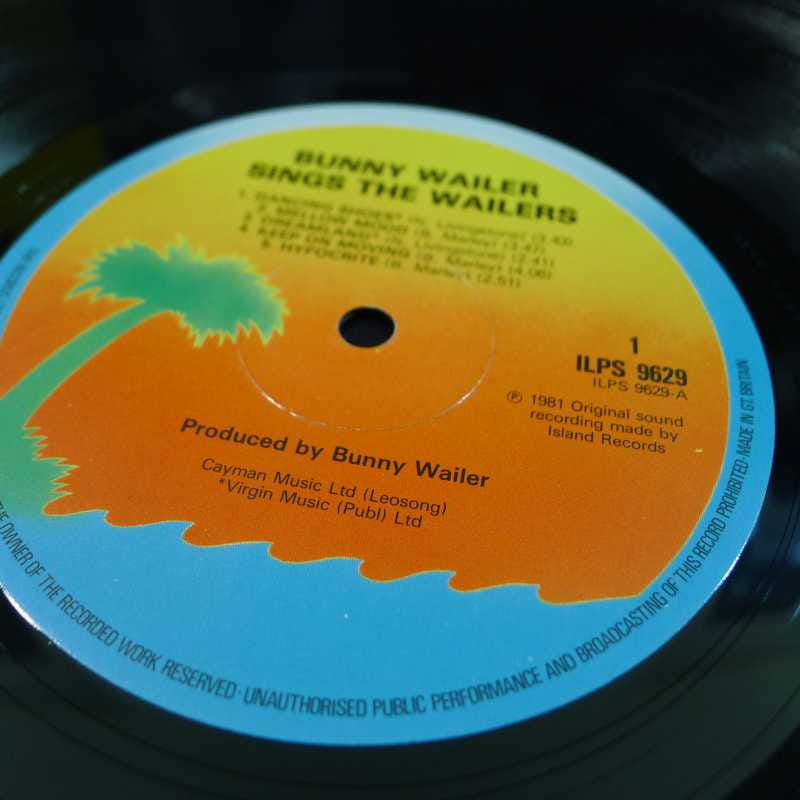 BUNNY WAILER
SINGS THE WAILERS
1. DANCING SHOES* (N. Livingstone) (3.43)
2. MELLOW MOOD (B. Marley) (3.47)
3. DREAMLAND (N. Livingstone) (2.41)
4. KEEP ON MOVING (B. Marley) (4.06)
5. HYPOCRITE (B. Marley) (2.51)
1
ILPS 9629
ILPS 9629-A
℗ 1981 Original sound
recording made by
Island Records
Produced by Bunny Wailer
Cayman Music Ltd (Leosong)
*Virgin Music (Publ) Ltd
THE OWNER OF THE RECORDED WORK RESERVED · UNAUTHORISED PUBLIC PERFORMANCE AND BROADCASTING OF THIS RECORD PROHIBITED · MADE IN GT. BRITAIN